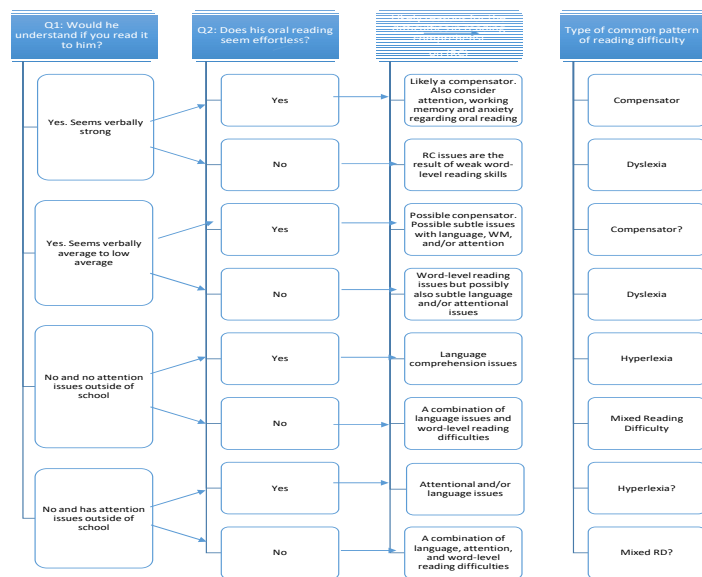 Q1: Would he
understand if you read it
to him?
Q2: Does his oral reading
seem effortless?
Type of common pattern
of reading difficulty
Yes. Seems verbally
strong
Yes
Likely a compensator.
Also consider
attention, working
memory and anxiety
regarding oral reading
Compensator
No
RC issues are the
result of weak word-
level reading skills
Dyslexia
Yes. Seems verbally
average to low
average
Yes
Possible conpensator.
Possible subtle issues
with language, WM,
and/or attention
Compensator?
No
Word-level reading
issues but possibly
also subtle language
and/or attentional
issues
Dyslexia
No and no attention
issues outside of
school
Yes
Language
comprehension issues
Hyperlexia
No
A combination of
language issues and
word-level reading
difficulties
Mixed Reading
Difficulty
No and has attention
issues outside of
school
Yes
Attentional and/or
language issues
Hyperlexia?
No
A combination of
language, attention,
and word-level
reading difficulties
Mixed RD?